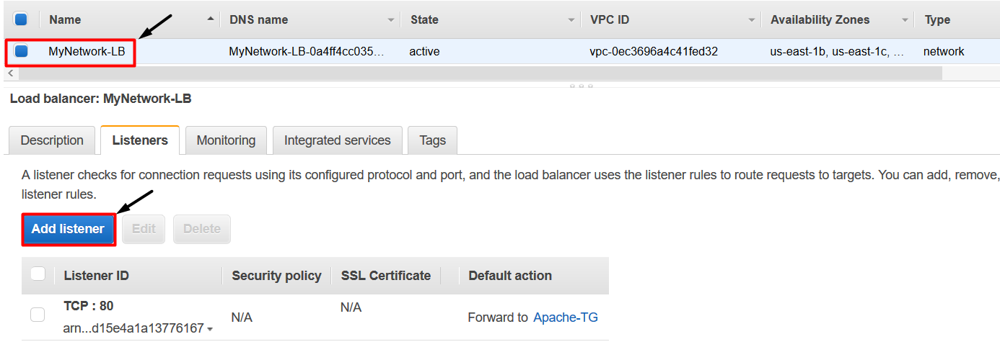 Name DNS name State VPC ID Availability Zones Type
MyNetwork-LB MyNetwork-LB-0a4ff4cc035... active vpc-0ec3696a4c41fed32 us-east-1b, us-east-1c, ... network
Load balancer: MyNetwork-LB
Description Listeners Monitoring Integrated services Tags
A listener checks for connection requests using its configured protocol and port, and the load balancer uses the listener rules to route requests to targets. You can add, remove,
listener rules.
Add listener Edit Delete
Listener ID Security policy SSL Certificate Default action
TCP : 80 N/A
N/A Forward to Apache-TG
arn...d15e4a1a13776167